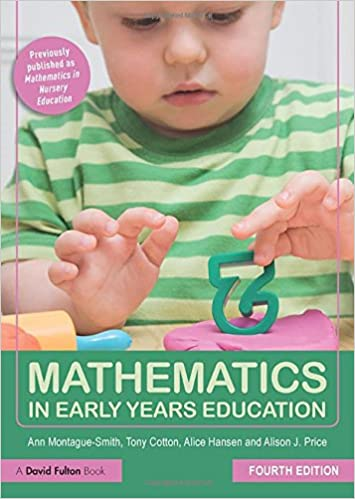 Previously
published as
Mathematics in
Nursery
Education
MATHEMATICS
IN EARLY YEARS EDUCATION
Ann Montague-Smith, Tony Cotton, Alice Hansen and Alison J. Price
A David Fulton Book
FOURTH EDITION